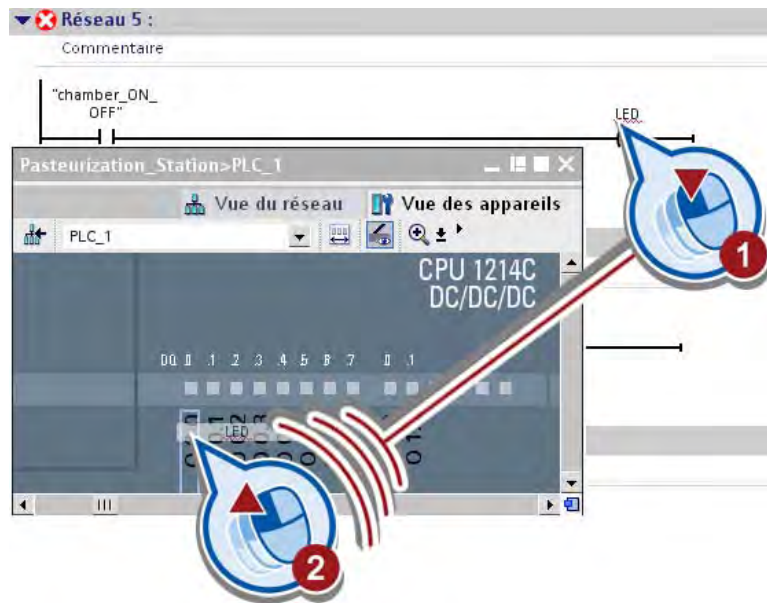 Réseau 5 :
Commentaire
"chamber_ON_
OFF"
LED
Pasteurization_Station>PLC_1
Vue du réseau Vue des appareils
PLC_1
CPU 1214C
DC/DC/DC
DQ .0 .1 .2 .3 .4 .5 .6 .7 .0 .1
LED
1
2